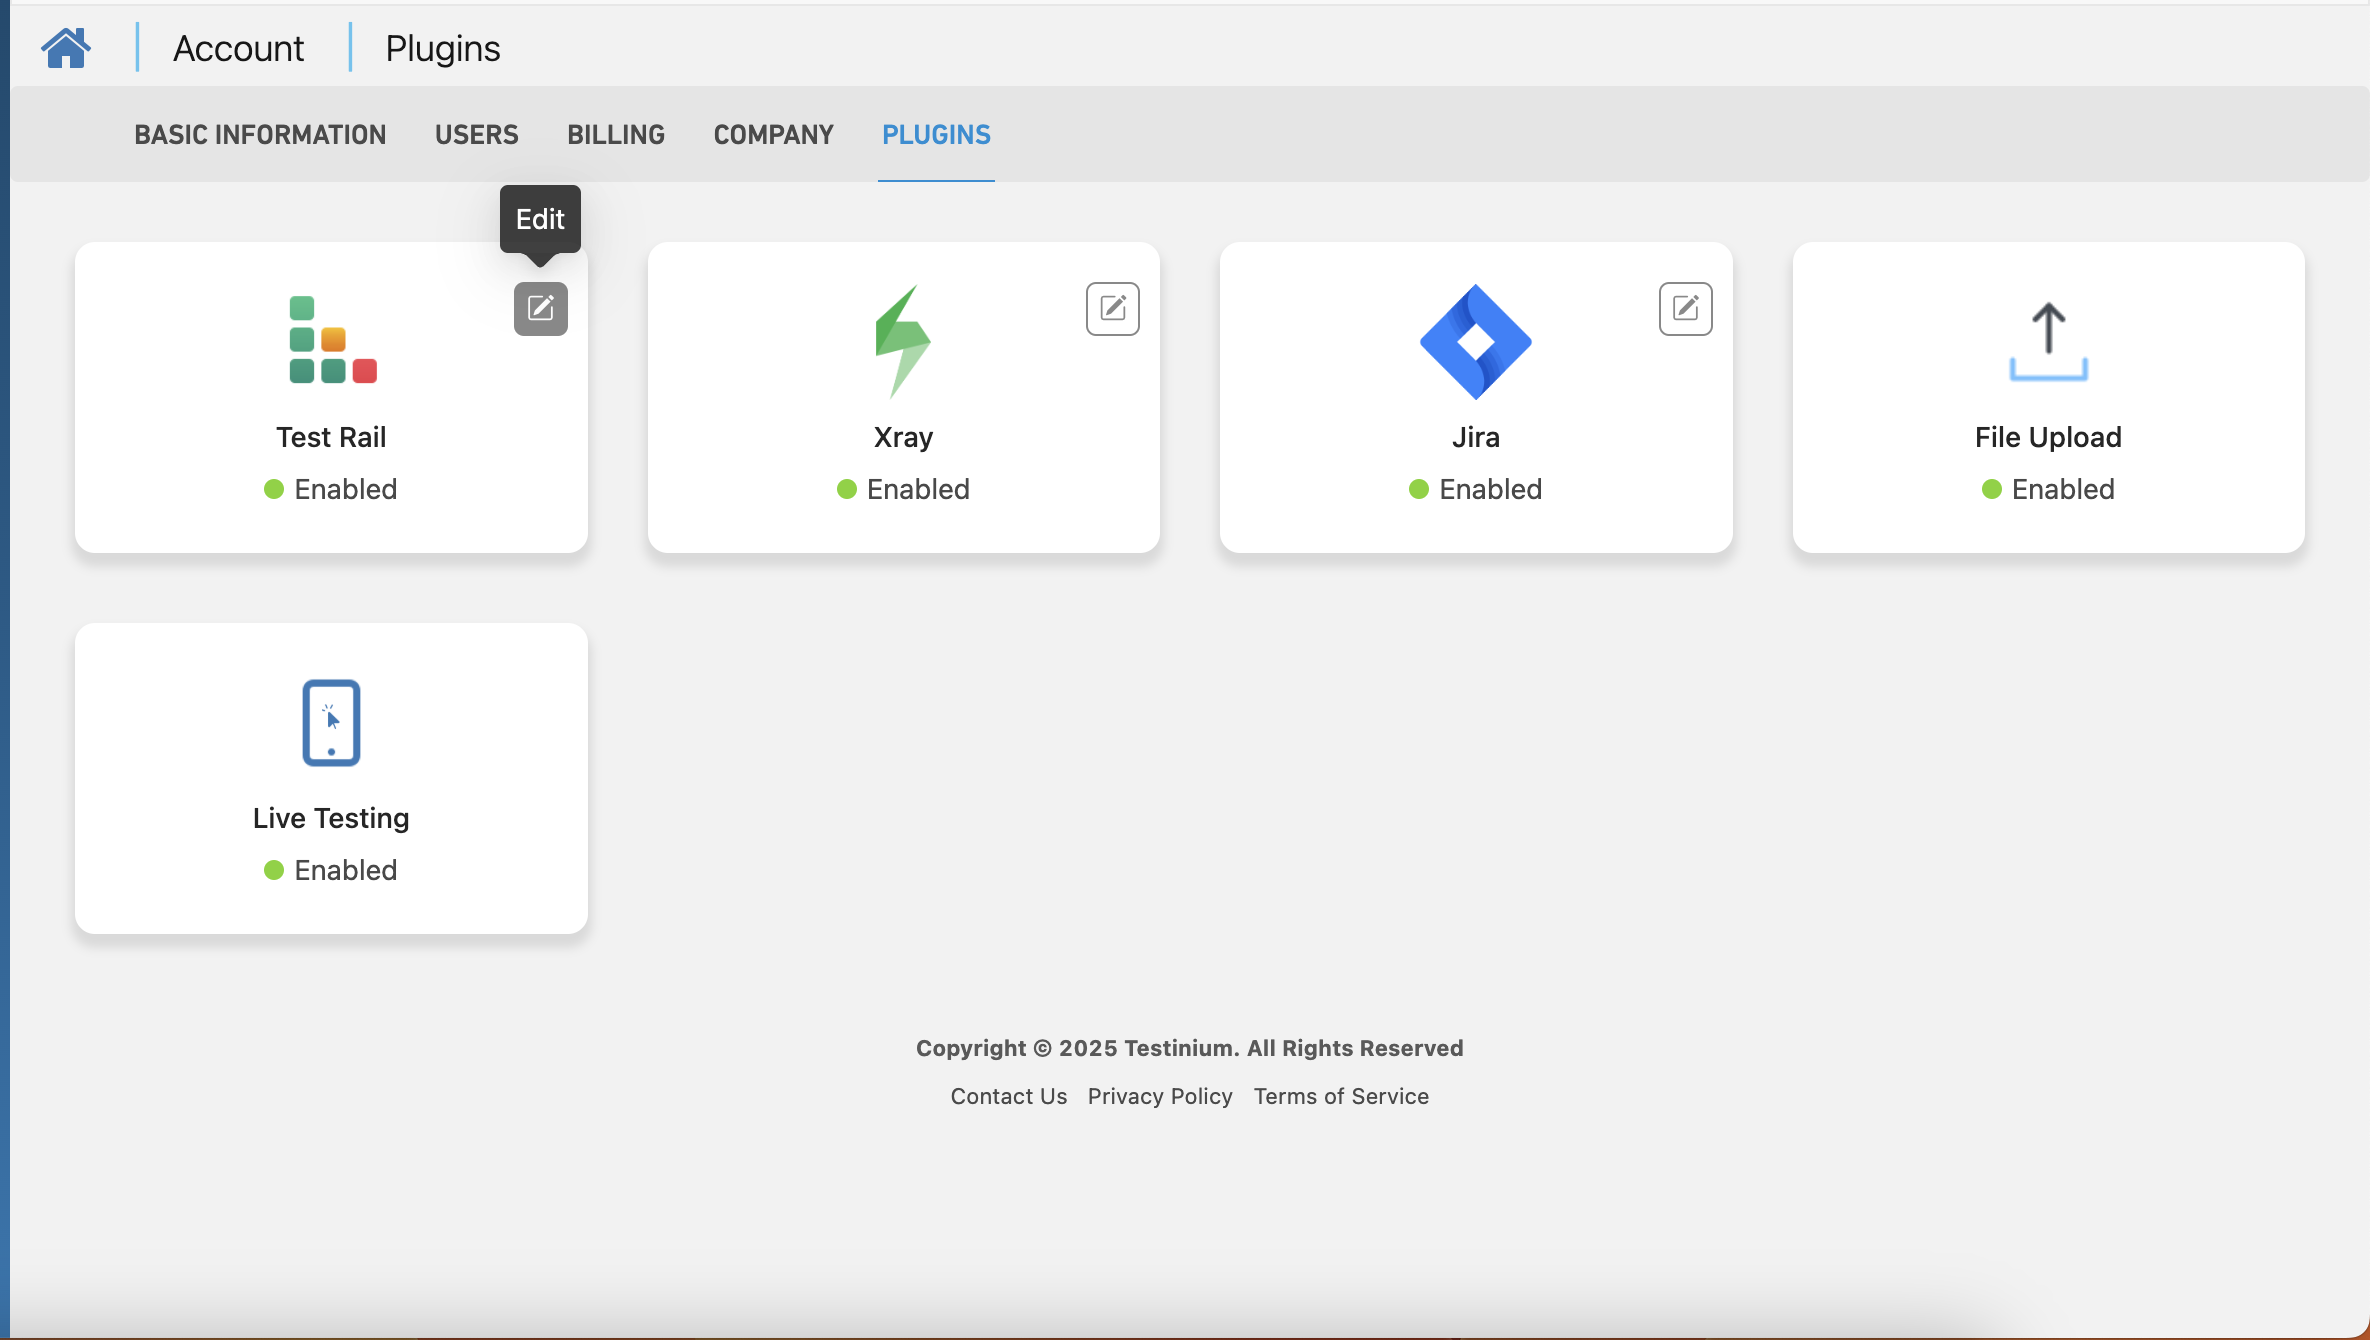 Account
Plugins
BASIC INFORMATION
USERS
BILLING
COMPANY
PLUGINS
Edit
Test Rail
Enabled
Xray
Enabled
Jira
Enabled
File Upload
Enabled
Live Testing
Enabled
Copyright © 2025 Testinium. All Rights Reserved
Contact Us Privacy Policy Terms of Service